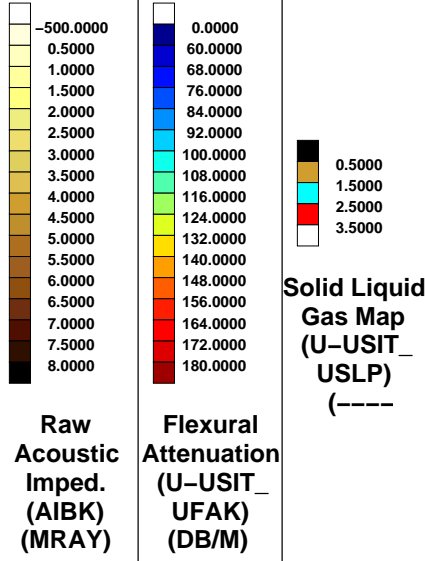 −500.0000
0.5000
1.0000
1.5000
2.0000
2.5000
3.0000
3.5000
4.0000
4.5000
5.0000
5.5000
6.0000
6.5000
7.0000
7.5000
8.0000
Raw
Acoustic
Imped.
(AIBK)
(MRAY)
0.0000
60.0000
68.0000
76.0000
84.0000
92.0000
100.0000
108.0000
116.0000
124.0000
132.0000
140.0000
148.0000
156.0000
164.0000
172.0000
180.0000
Flexural
Attenuation
(U−USIT_
UFAK)
(DB/M)
0.5000
1.5000
2.5000
3.5000
Solid Liquid
Gas Map
(U−USIT_
USLP)
(−−−−